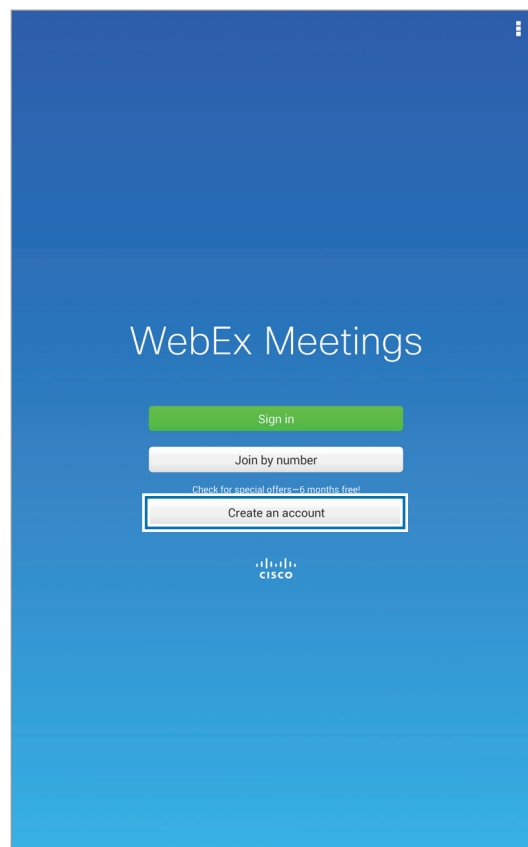 WebEx Meetings
Sign in
Join by number
Check for special offers—6 months free!
Create an account
CISCO